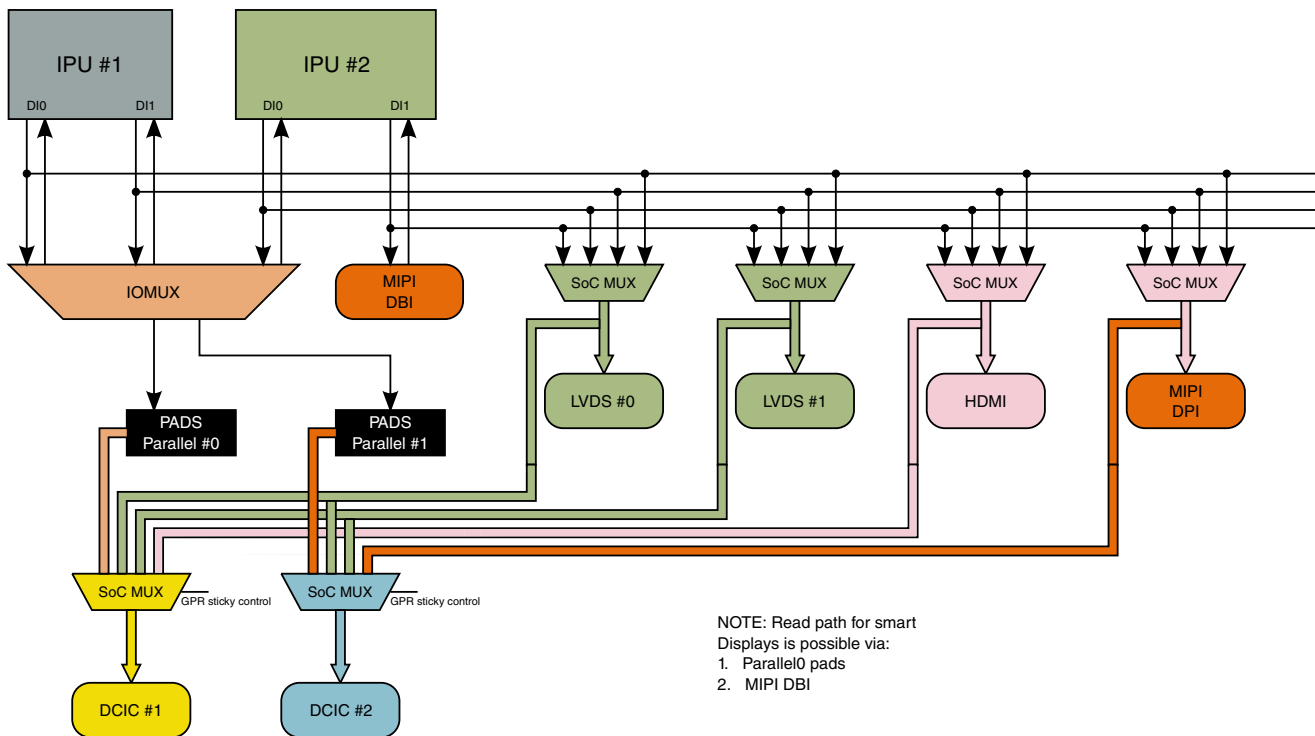 IPU #1
IPU #2
DI0
DI1
DI0
DI1
IOMUX
MIPI
DBI
SoC MUX
SoC MUX
SoC MUX
SoC MUX
LVDS #0
LVDS #1
HDMI
MIPI
DPI
PADS
Parallel #0
PADS
Parallel #1
SoC MUX
GPR sticky control
SoC MUX
GPR sticky control
DCIC #1
DCIC #2
NOTE: Read path for smart
Displays is possible via:
1. Parallel0 pads
2. MIPI DBI